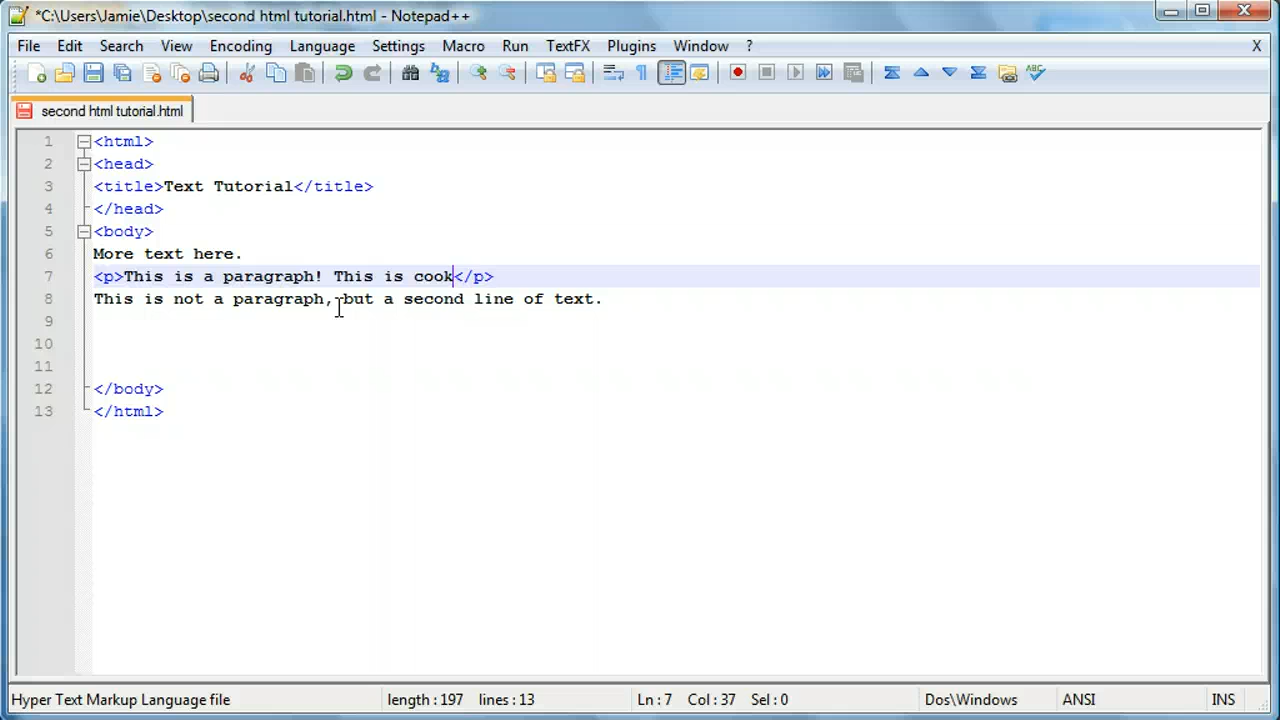 *C:\Users\Jamie\Desktop\second html tutorial.html - Notepad++
File Edit Search View Encoding Language Settings Macro Run TextFX Plugins Window ? X
second html tutorial.html
1 <html>
2 <head>
3 <title>Text Tutorial</title>
4 </head>
5 <body>
6 More text here.
7 <p>This is a paragraph! This is cook</p>
8 This is not a paragraph, but a second line of text.
9
10
11
12 </body>
13 </html>
Hyper Text Markup Language file length : 197 lines : 13 Ln : 7 Col : 37 Sel : 0 Dos\Windows ANSI INS